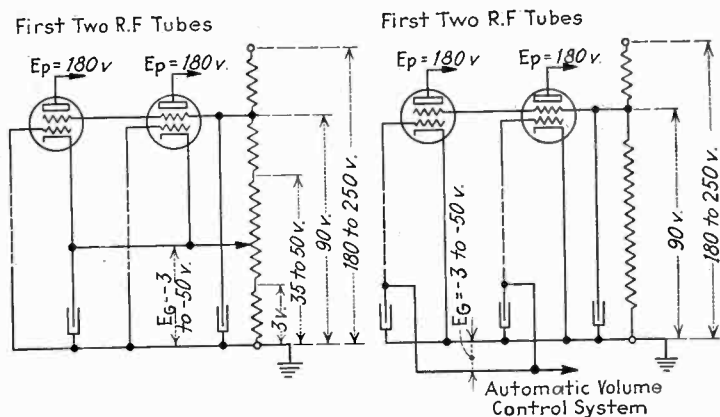 First Two R.F Tubes
Ep=180v
Ep=180v.
EG=-3
to -50v.
3v.
35 to 50v.
90v.
180 to 250v.
First Two R.F Tubes
Ep=180v.
Ep=180v.
EG=-3 to -50v.
90v.
180 to 250v.
Automatic Volume
Control System